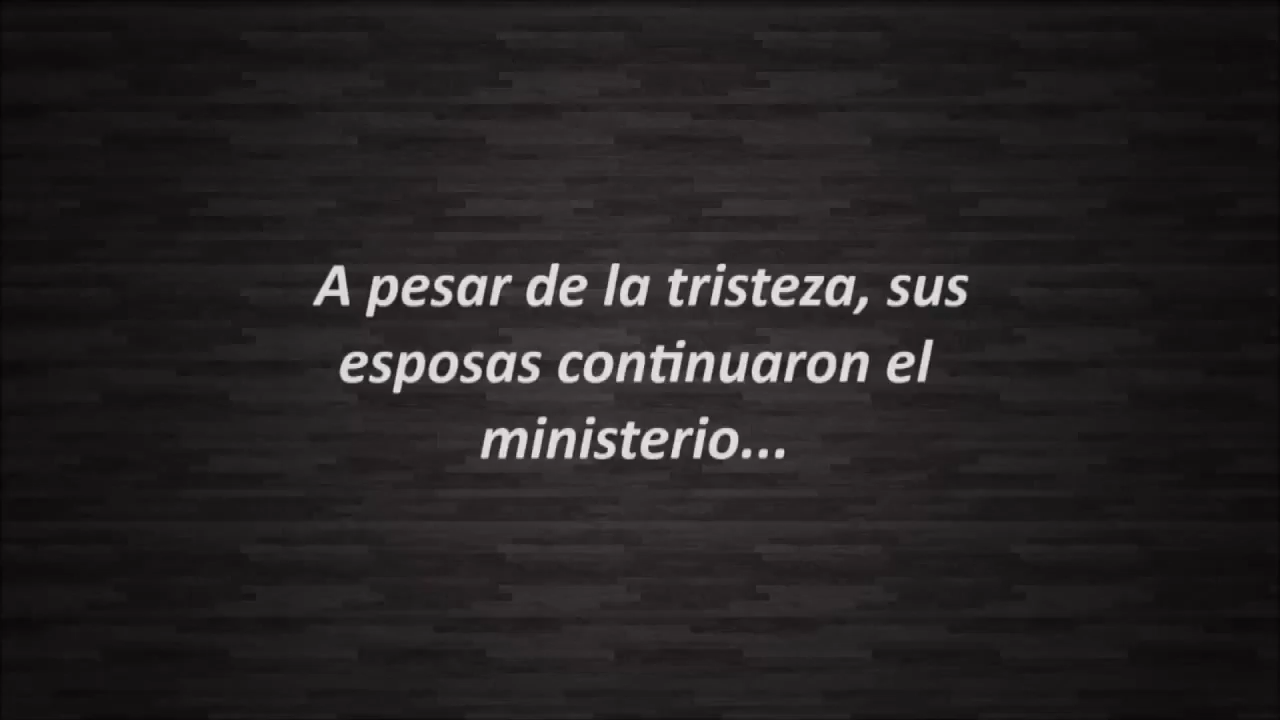 A pesar de la tristeza, sus
esposas continuaron el
ministerio...